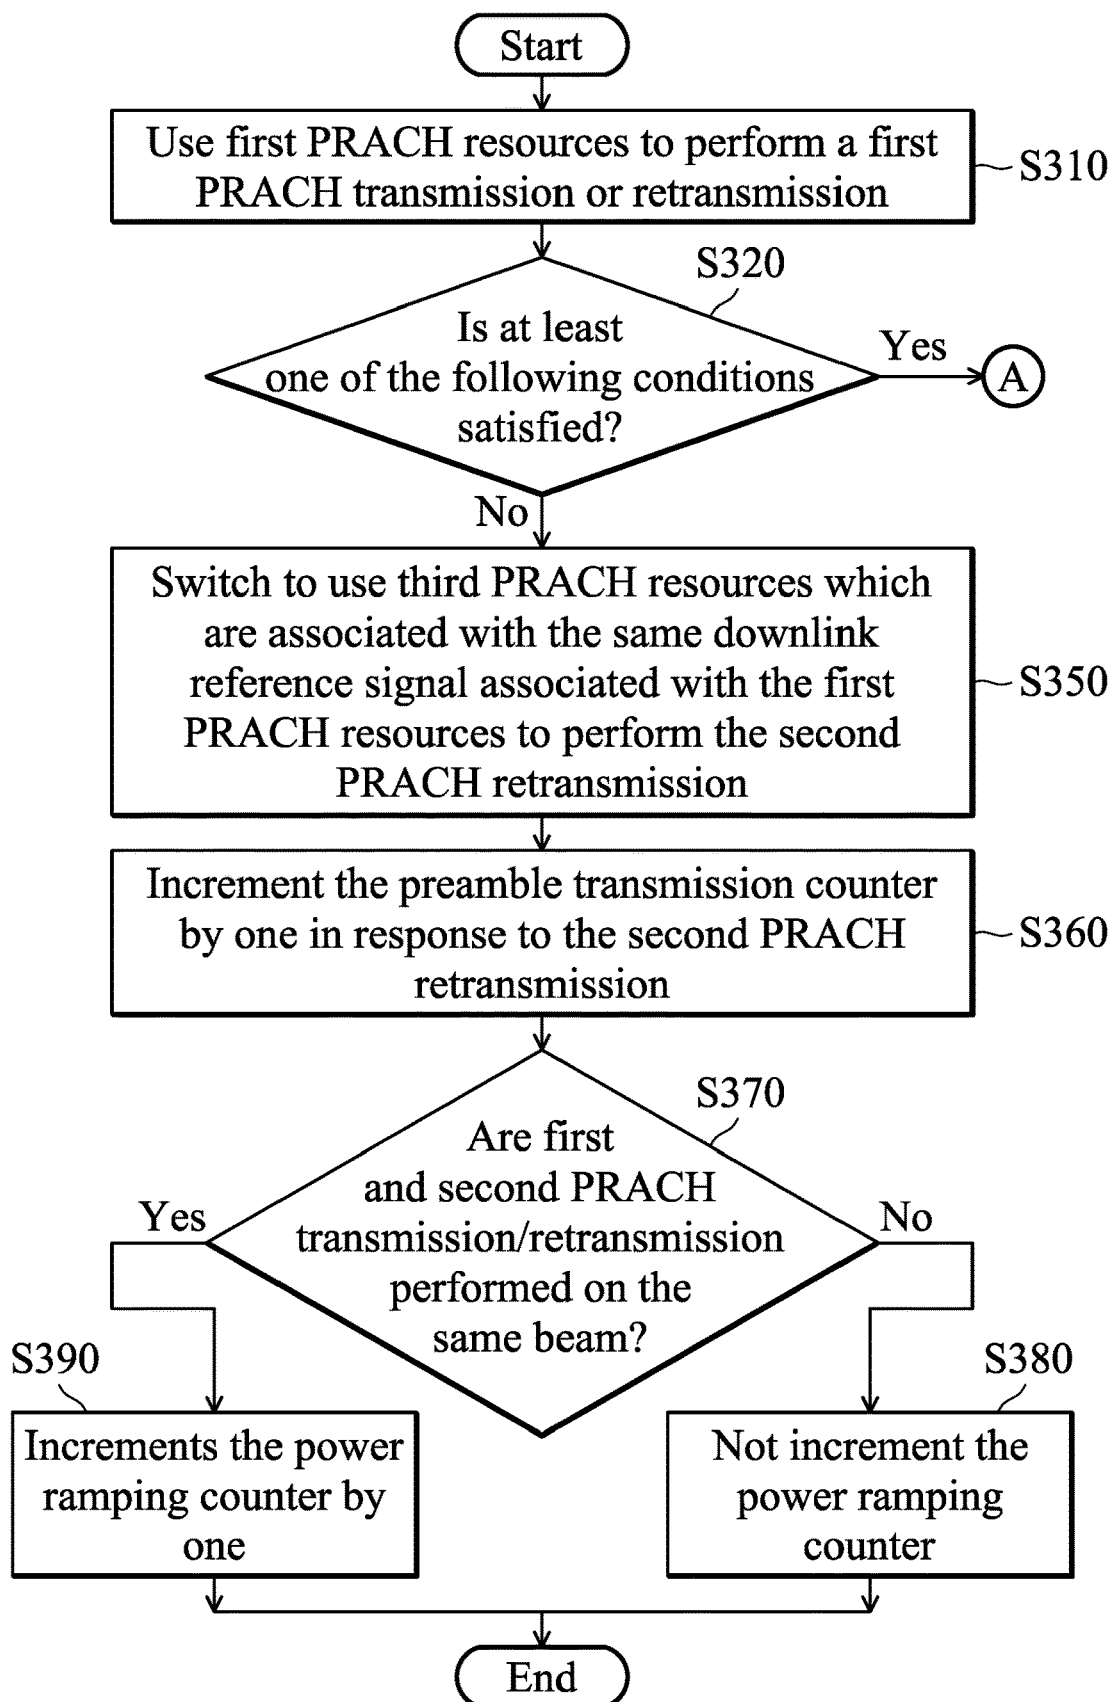 Start
Use first PRACH resources to perform a first
PRACH transmission or retransmission
S310
S320
Is at least
one of the following conditions
satisfied?
Yes
A
No
Switch to use third PRACH resources which
are associated with the same downlink
reference signal associated with the first
PRACH resources to perform the second
PRACH retransmission
S350
Increment the preamble transmission counter
by one in response to the second PRACH
retransmission
S360
S370
Are first
and second PRACH
transmission/retransmission
performed on the
same beam?
Yes
No
S390
Increments the power
ramping counter by
one
S380
Not increment the
power ramping
counter
End